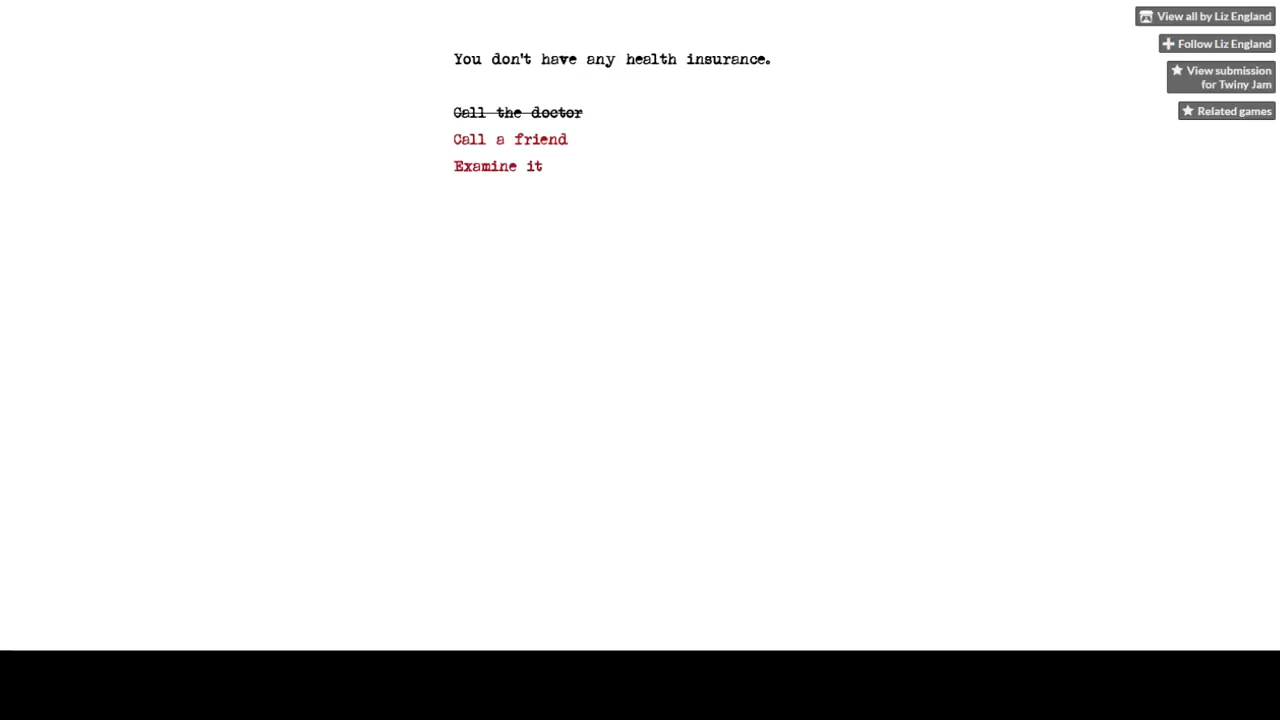 You don't have any health insurance.
Call the doctor
Call a friend
Examine it
View all by Liz England
Follow Liz England
View submission
for Twiny Jam
Related games